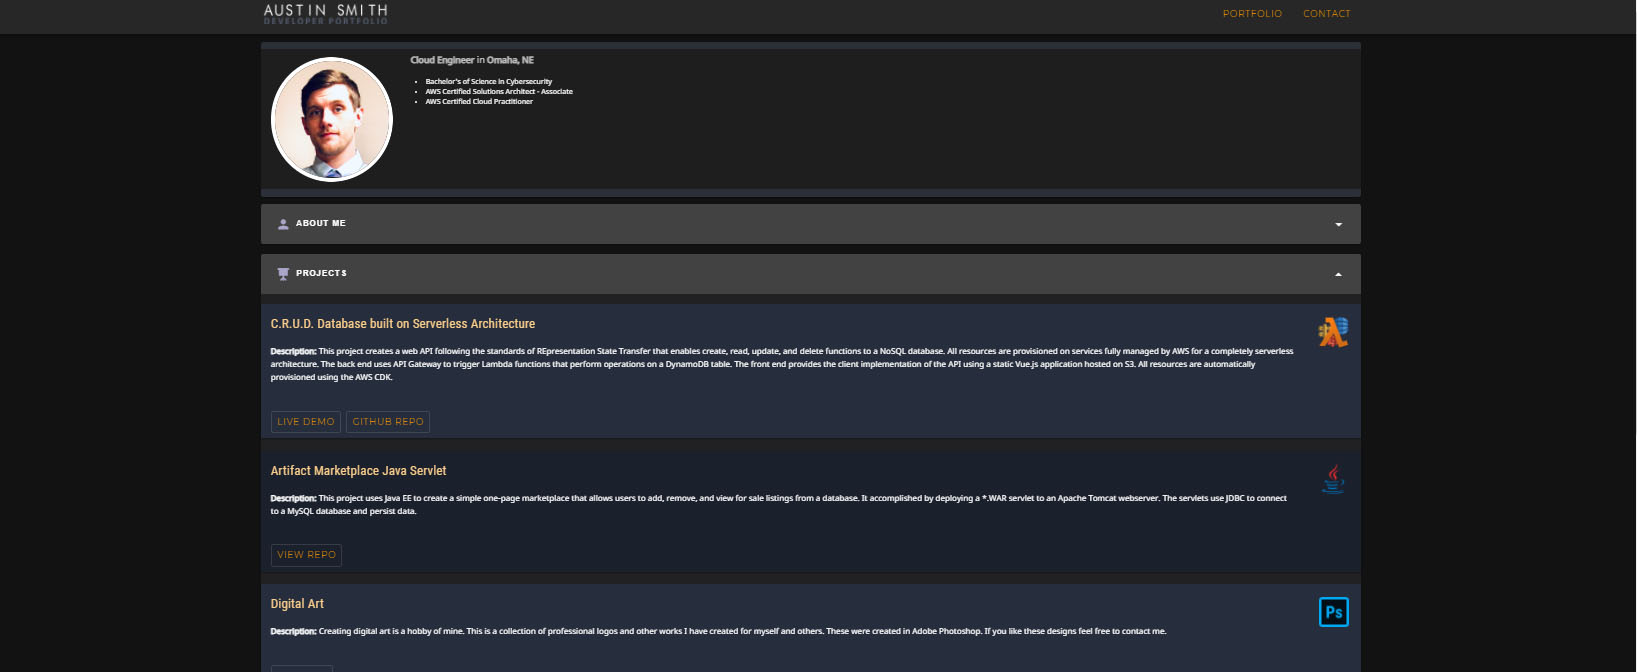 AUSTIN SMITH
DEVELOPER PORTFOLIO
PORTFOLIO
CONTACT
Cloud Engineer in Omaha, NE
Bachelor's of Science in Cybersecurity
AWS Certified Solutions Architect - Associate
AWS Certified Cloud Practitioner
ABOUT ME
PROJECTS
C.R.U.D. Database built on Serverless Architecture
Description: This project creates a web API following the standards of REpresentation State Transfer that enables create, read, update, and delete functions to a NoSQL database. All resources are provisioned on services fully managed by AWS for a completely serverless
architecture. The back end uses API Gateway to trigger Lambda functions that perform operations on a DynamoDB table. The front end provides the client implementation of the API using a static Vue.js application hosted on S3. All resources are automatically
provisioned using the AWS CDK.
LIVE DEMO
GITHUB REPO
Artifact Marketplace Java Servlet
Description: This project uses Java EE to create a simple one-page marketplace that allows users to add, remove, and view for sale listings from a database. It accomplished by deploying a *.WAR servlet to an Apache Tomcat webserver. The servlets use JDBC to connect
to a MySQL database and persist data.
VIEW REPO
Digital Art
Ps
Description: Creating digital art is a hobby of mine. This is a collection of professional logos and other works I have created for myself and others. These were created in Adobe Photoshop. If you like these designs feel free to contact me.